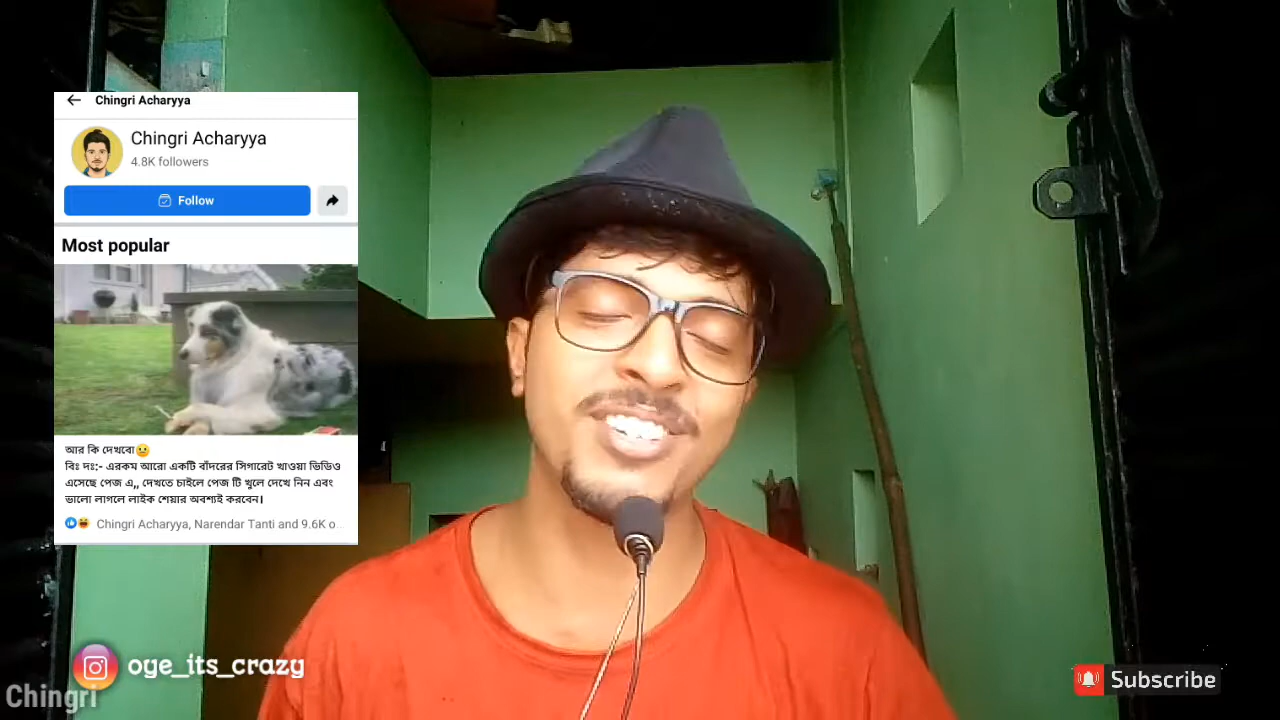 Chingri Acharyya
Chingri Acharyya
4.8K followers
Follow
Most popular
আর কি দেখবো😐
বিঃ দঃ:- এরকম আরো একটি বাঁদরের সিগারেট খাওয়া ভিডিও
এসেছে পেজ এ,, দেখতে চাইলে পেজ টি খুলে দেখে নিন এবং
ভালো লাগলে লাইক শেয়ার অবশ্যই করবেন।
Chingri Acharyya, Narendar Tanti and 9.6K o...
oye_its_crazy
Chingri
Subscribe